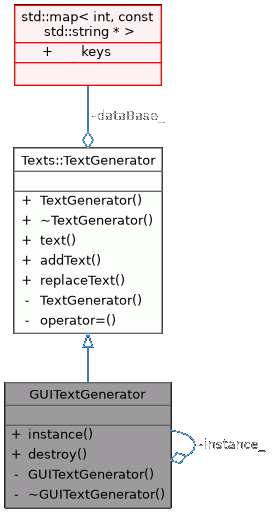 std::map< int, const
std::string * >
+ keys
-dataBase_
Texts::TextGenerator
+ TextGenerator()
+ ~TextGenerator()
+ text()
+ addText()
+ replaceText()
- TextGenerator()
- operator=()
GUITextGenerator
+ instance()
+ destroy()
- GUITextGenerator()
- ~GUITextGenerator()
-instance_